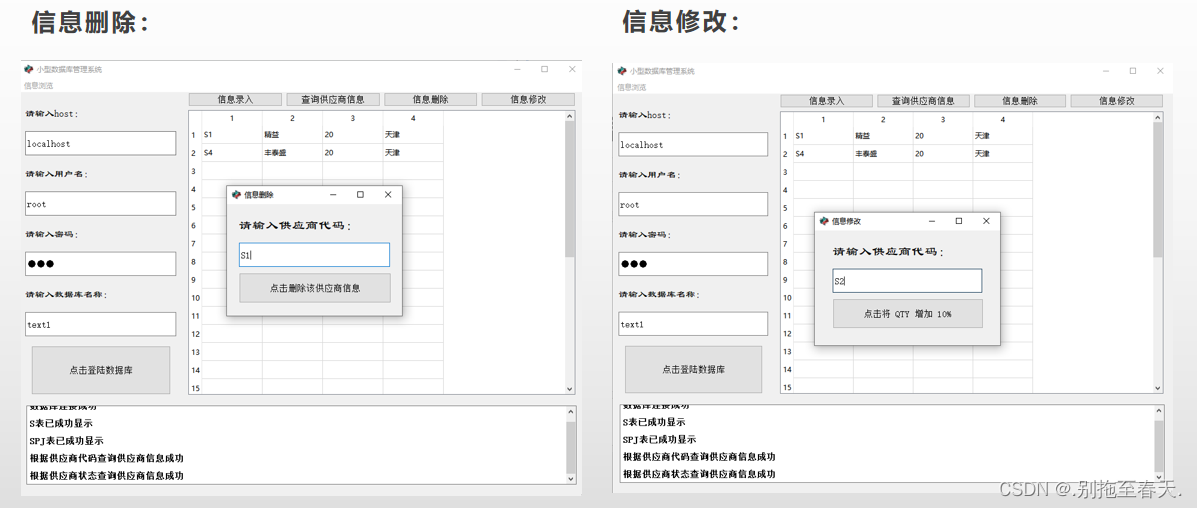 信息删除：
小型数据库管理系统
信息浏览
信息录入 查询供应商信息 信息删除 信息修改
请输入host：
localhost
请输入用户名：
root
请输入密码：
●●●
请输入数据库名称：
text1
点击登陆数据库
1 2 3 4
1 S1 精益 20 天津
2 S4 丰泰盛 20 天津
3
4
5
6
7
8
9
10
11
12
13
14
15
信息删除
请输入供应商代码：
S1
点击删除该供应商信息
数据库连接成功
S表已成功显示
SPJ表已成功显示
根据供应商代码查询供应商信息成功
根据供应商状态查询供应商信息成功
信息修改：
小型数据库管理系统
信息浏览
信息录入 查询供应商信息 信息删除 信息修改
请输入host：
localhost
请输入用户名：
root
请输入密码：
●●●
请输入数据库名称：
text1
点击登陆数据库
1 2 3 4
1 S1 精益 20 天津
2 S4 丰泰盛 20 天津
3
4
5
6
7
8
9
10
11
12
13
14
15
信息修改
请输入供应商代码：
S2
点击将 QTY 增加 10%
数据库连接成功
S表已成功显示
SPJ表已成功显示
根据供应商代码查询供应商信息成功
根据供应商状态查询供应商信息成功
CSDN @.别拖至春天.